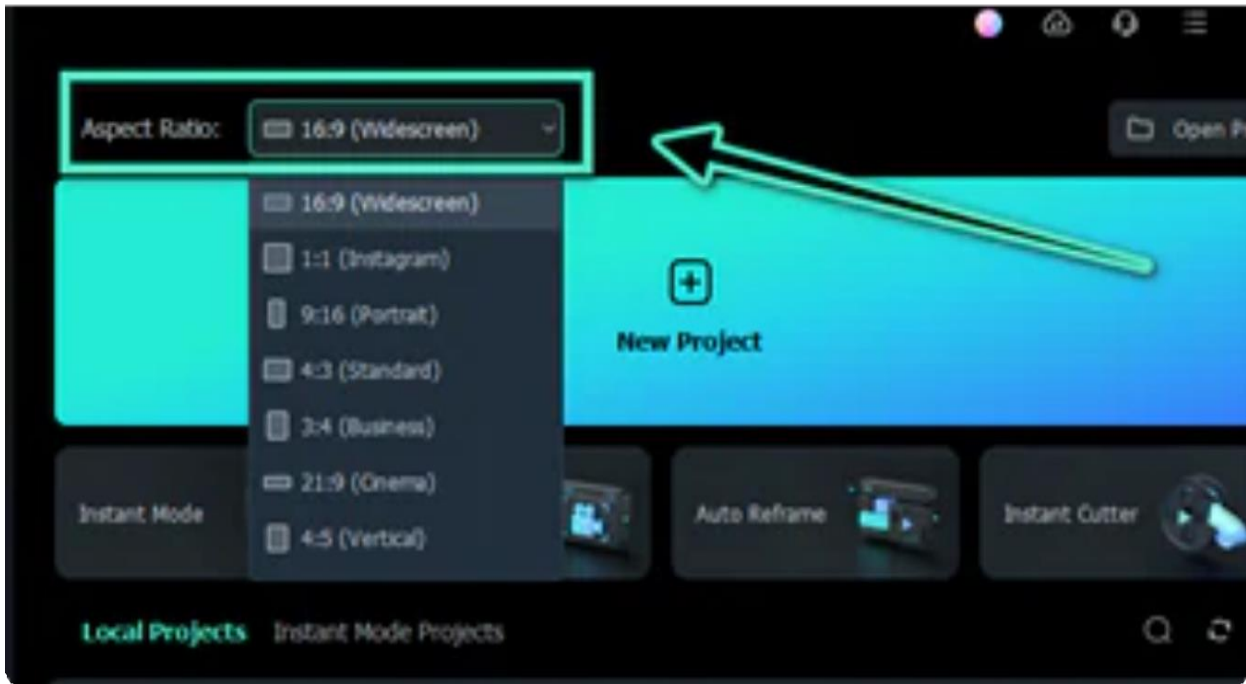 Aspect Ratio:
16:9 (Widescreen)
Open
16:9 (Widescreen)
1:1 (Instagram)
9:16 (Portrait)
New Project
4:3 (Standard)
3:4 (Business)
21:9 (Cinema)
4:5 (Vertical)
Instant Mode
Auto Reframe
Instant Cutter
Local Projects
Instant Mode Projects